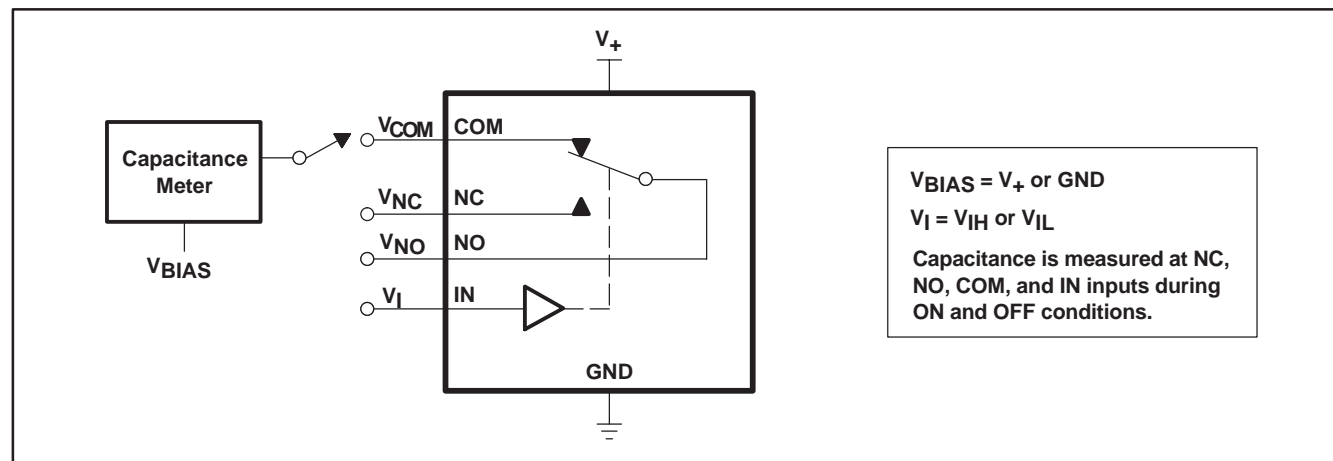 V+
VCOM COM
Capacitance
Meter
VNC NC
VNO NO
VBIAS
VI IN
GND
VBIAS = V+ or GND
VI = VIH or VIL
Capacitance is measured at NC,
NO, COM, and IN inputs during
ON and OFF conditions.